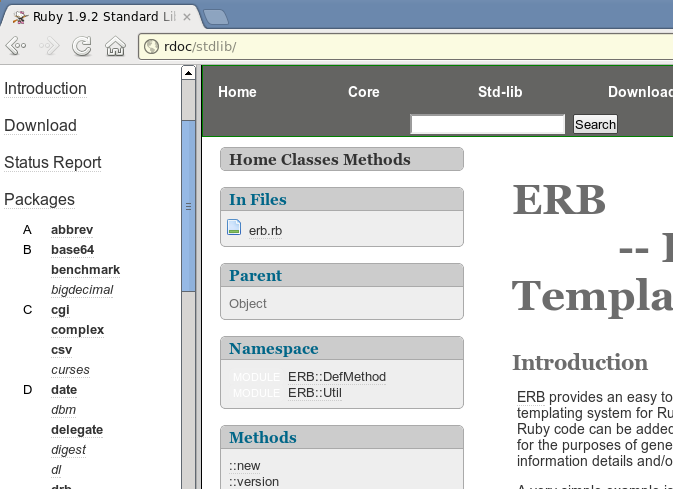 Ruby 1.9.2 Standard Lil
rdoc/stdlib/
Introduction
Download
Status Report
Packages
A abbrev
B base64
benchmark
bigdecimal
C cgi
complex
csv
curses
D date
dbm
delegate
digest
dl
drb
Home Core Std-lib Download
Search
Home Classes Methods
In Files
erb.rb
Parent
Object
Namespace
MODULE ERB::DefMethod
MODULE ERB::Util
Methods
::new
::version
ERB
--
Templa
Introduction
ERB provides an easy to
templating system for Ru
Ruby code can be added
for the purposes of gene
information details and/o
A very simple example is